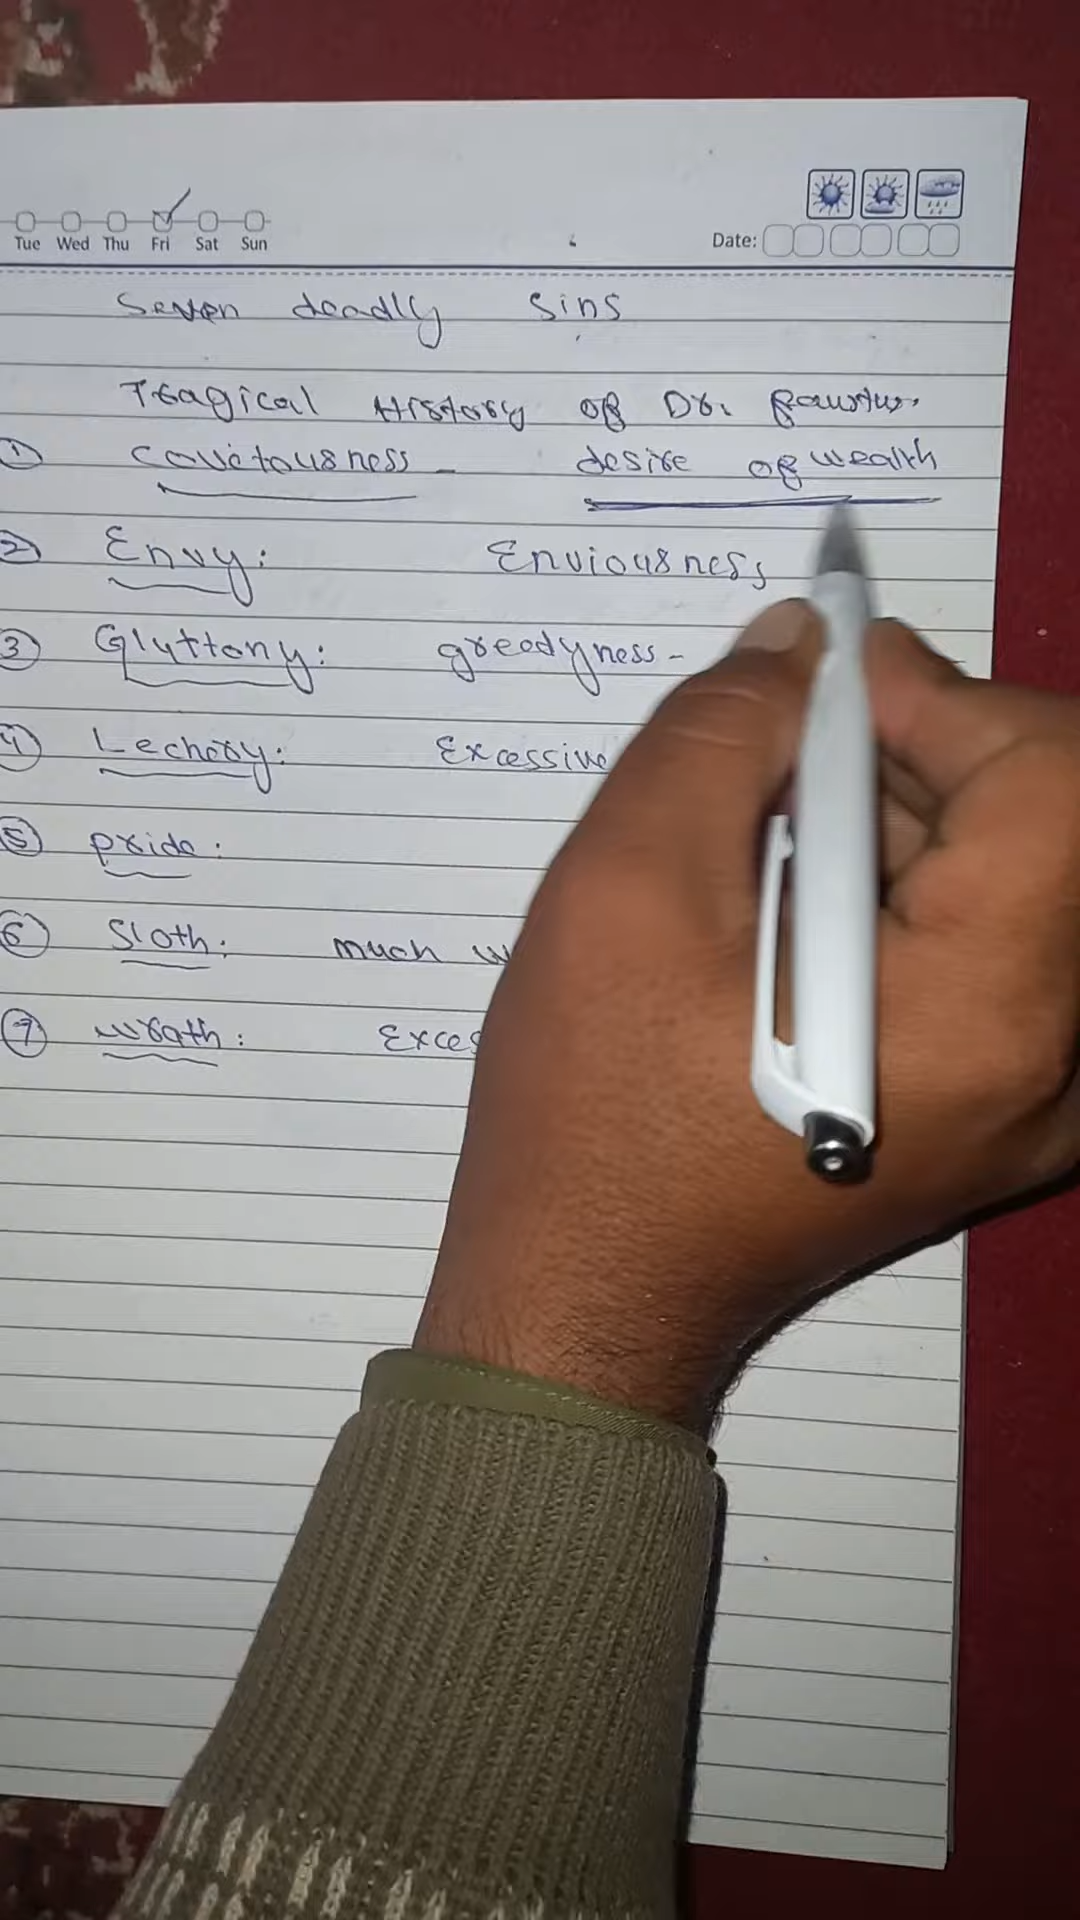 Tue Wed Thu Fri Sat Sun
Date:
Seven deadly Sins
Tragical History of Dr. Faustus.
① Covetousness - desire of wealth
② Envy: Enviousness
③ Gluttony: greedyness -
④ Lechery: Excessive
⑤ pride:
⑥ Sloth: much
⑦ wrath: